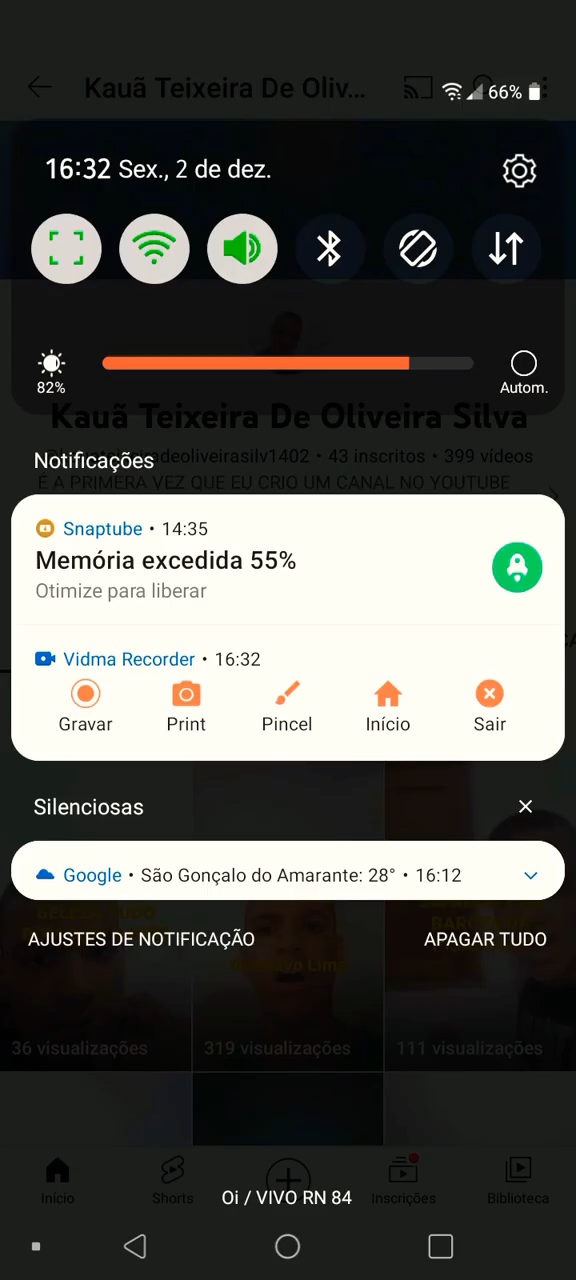 Kauã Teixeira De Oliv...
66%
16:32 Sex., 2 de dez.
82%
Autom.
Kauã Teixeira De Oliveira Silva
Notificações
deoliveirasilv1402 • 43 inscritos • 399 vídeos
E A PRIMERA VEZ QUE EU CRIO UM CANAL NO YOUTUBE
Snaptube • 14:35
Memória excedida 55%
Otimize para liberar
Vidma Recorder • 16:32
Gravar Print Pincel Início Sair
Silenciosas
Google • São Gonçalo do Amarante: 28° • 16:12
AJUSTES DE NOTIFICAÇÃO APAGAR TUDO
36 visualizações 319 visualizações 111 visualizações
Início Shorts Inscrições Biblioteca
Oi / VIVO RN 84